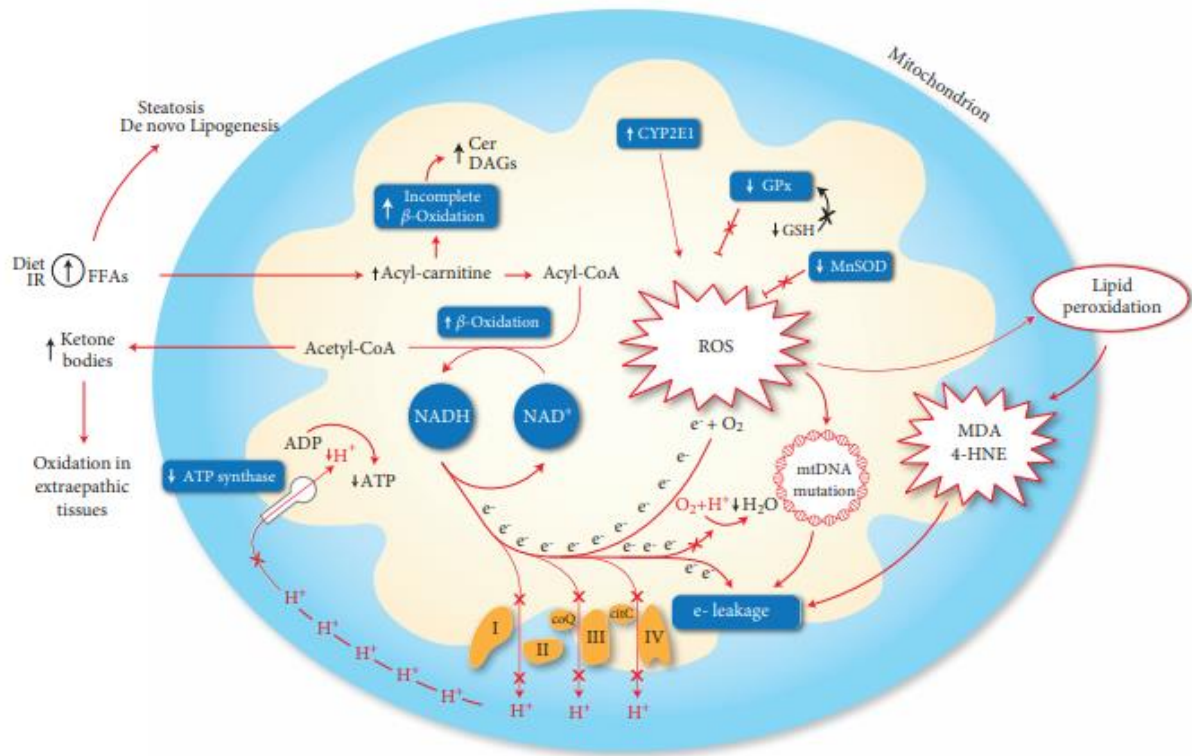 Mitochondrion
Steatosis
De novo Lipogenesis
↑ Cer
DAGs
↑ Incomplete
β-Oxidation
↑ CYP2E1
↓ GPx
↓GSH
↓ MnSOD
Diet
IR
↑
FFAs
↑Acyl-carnitine
Acyl-CoA
Lipid
peroxidation
↑ β-Oxidation
ROS
↑ Ketone
bodies
Acetyl-CoA
NADH
NAD⁺
e⁻ + O₂
MDA
4-HNE
ADP
↓H⁺
↓ATP
↓ ATP synthase
Oxidation in
extraepathic
tissues
mtDNA
mutation
O₂+H⁺
↓H₂O
e⁻
e⁻
e⁻
e⁻
e⁻
e⁻
e⁻
e⁻
e⁻
e⁻
e⁻
e⁻
e⁻
e⁻
e- leakage
I
II
coQ
III
citC
IV
H⁺
H⁺
H⁺
H⁺
H⁺
H⁺
H⁺
H⁺